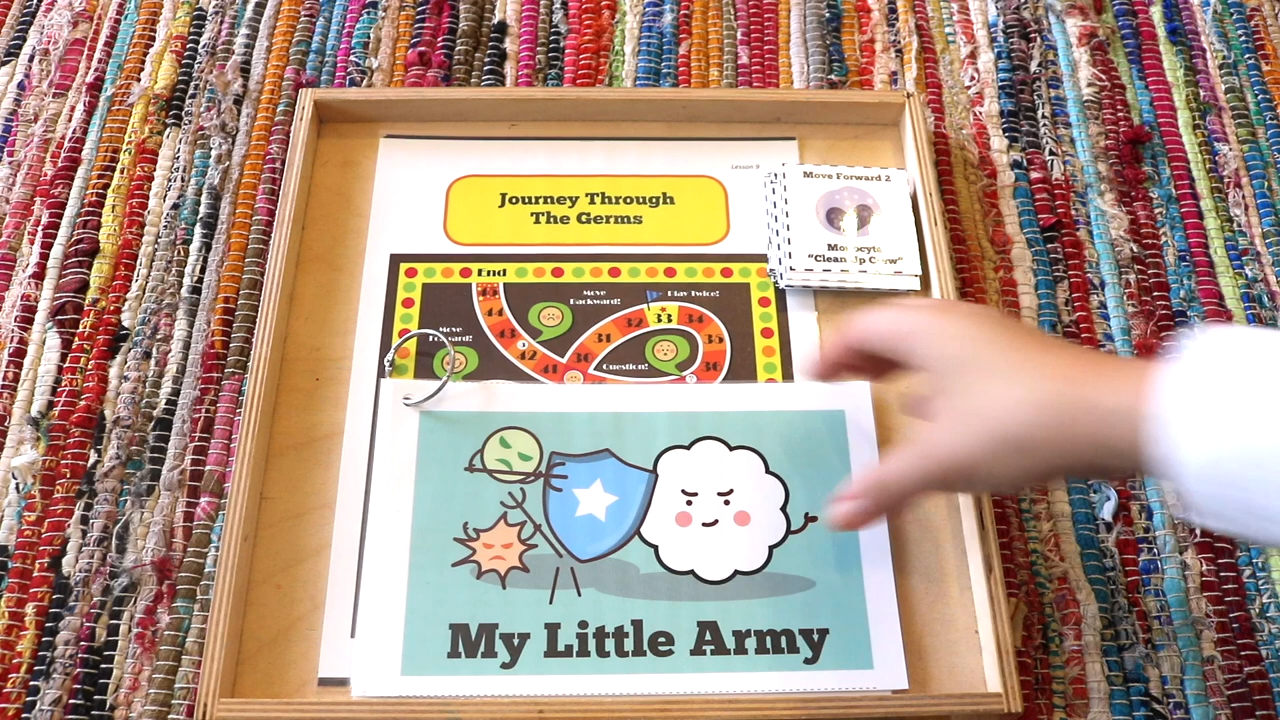 Lesson 9
Journey Through
The Germs
Move Forward 2
Monocyte
"Clean Up Crew"
End
Move
Backward!
Play Twice!
44
43
42
41
30
31
32
33
34
35
36
Question!
Move
Forward!
My Little Army